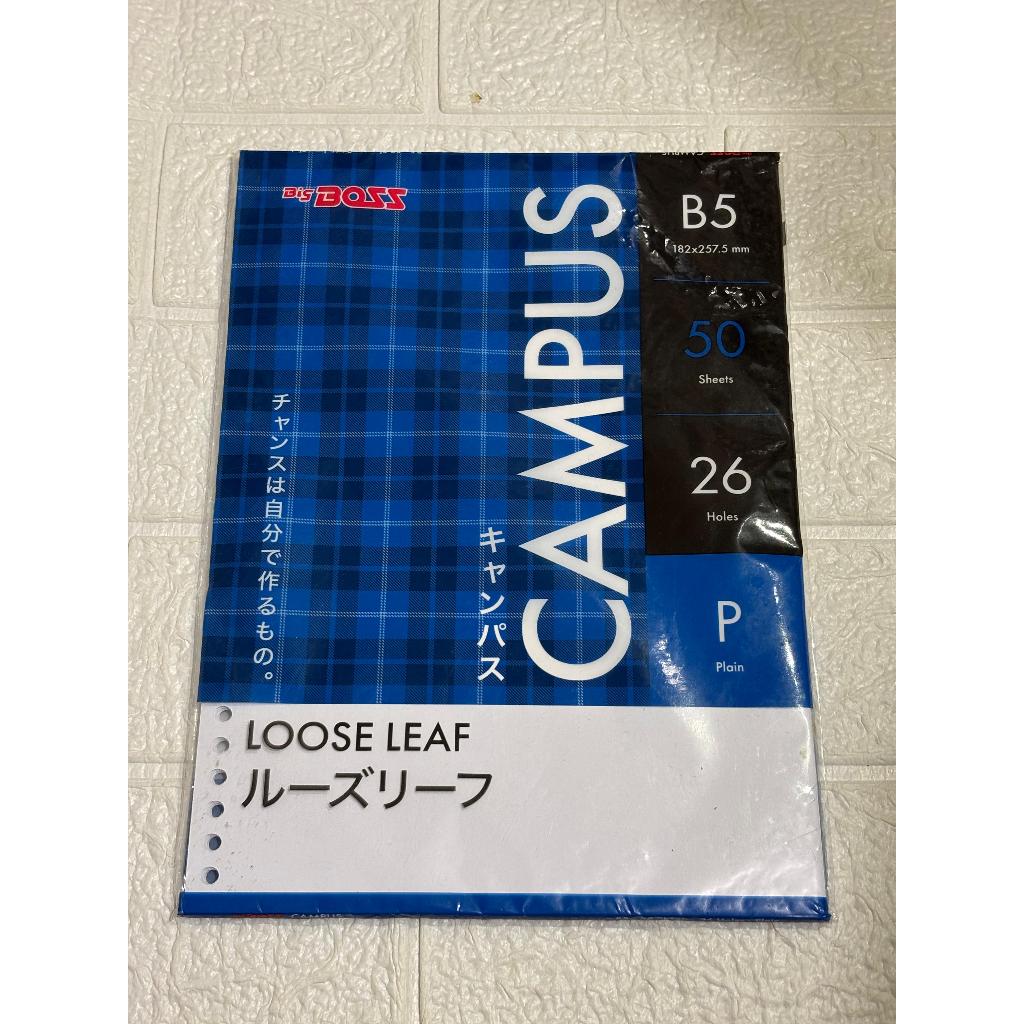 Big BOSS
CAMPUS
キャンパス
チャンスは自分で作るもの。
B5
182x257.5 mm
50
Sheets
26
Holes
P
Plain
LOOSE LEAF
ルーズリーフ
CAMPUS